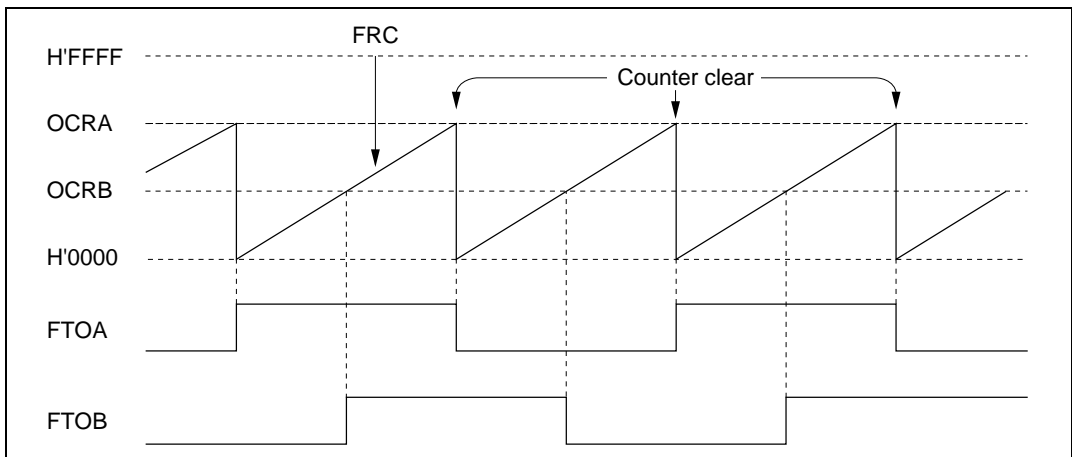 FRC
H'FFFF
Counter clear
OCRA
OCRB
H'0000
FTOA
FTOB